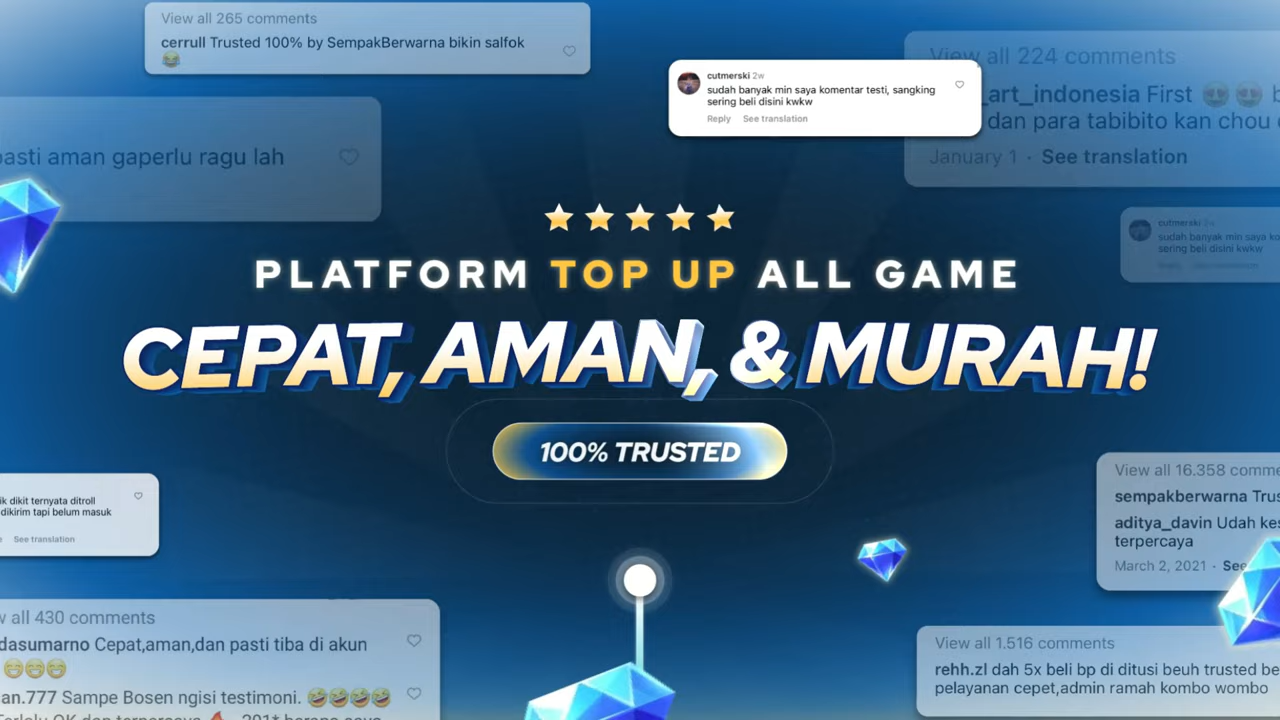 View all 265 comments
cerrull Trusted 100% by SempakBerwarna bikin salfok
cutmerski 2w
sudah banyak min saya komentar testi, sangking
sering beli disini kwkw
Reply See translation
View all 224 comments
_art_indonesia First
dan para tabibito kan chou
January 1 · See translation
pasti aman gaperlu ragu lah
cutmerski 2w
sudah banyak min saya komentar testi, sangking
sering beli disini kwkw
PLATFORM TOP UP ALL GAME
CEPAT, AMAN, & MURAH!
100% TRUSTED
dikit ternyata ditroll
dikirim tapi belum masuk
See translation
View all 16.358 comme
sempakberwarna Trus
aditya_davin Udah kes
terpercaya
March 2, 2021 · See
all 430 comments
dasumarno Cepat,aman,dan pasti tiba di akun
an.777 Sampe Bosen ngisi testimoni.
View all 1.516 comments
rehh.zl dah 5x beli bp di ditusi beuh trusted be
pelayanan cepet,admin ramah kombo wombo